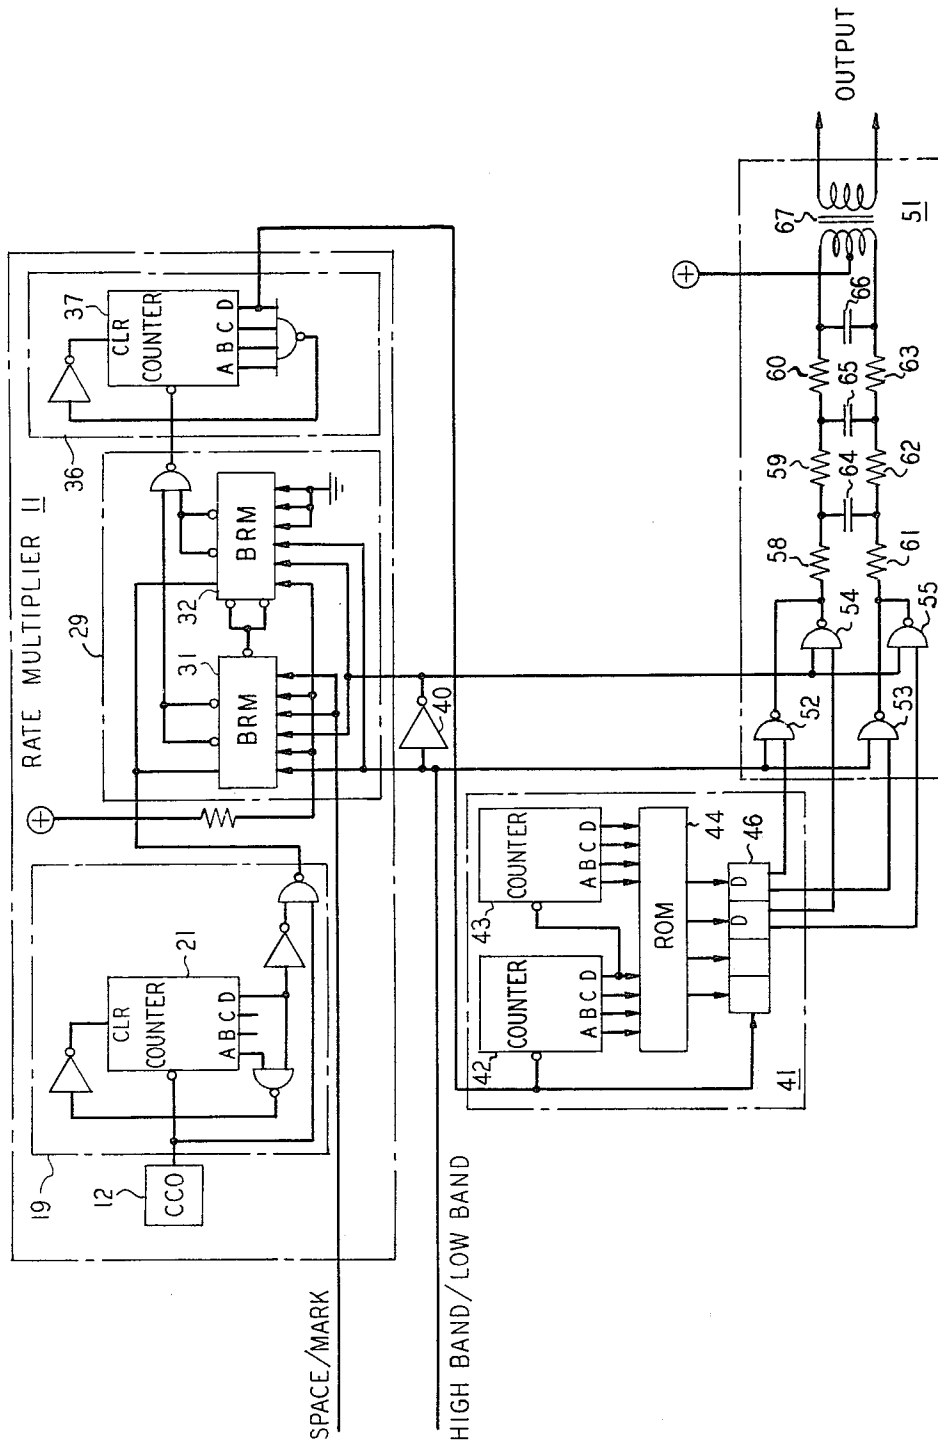 RATE MULTIPLIER 11
19
12
CCO
21
CLR
COUNTER
A B C D
29
31
BRM
32
BRM
36
37
CLR
COUNTER
A B C D
SPACE/MARK
HIGH BAND/LOW BAND
40
42
COUNTER
A B C D
43
COUNTER
A B C D
ROM
44
D
D
46
41
52
53
54
55
58
59
60
61
62
63
64
65
66
67
51
OUTPUT